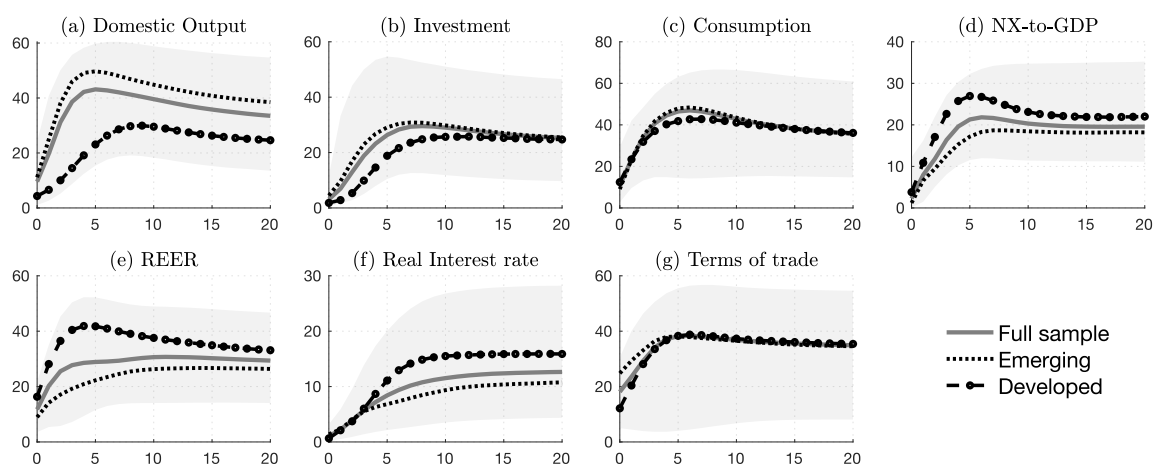 (a) Domestic Output
60
40
20
0
0 5 10 15 20
(b) Investment
60
40
20
0
0 5 10 15 20
(c) Consumption
80
60
40
20
0
0 5 10 15 20
(d) NX-to-GDP
40
30
20
10
0
0 5 10 15 20
(e) REER
60
40
20
0
0 5 10 15 20
(f) Real Interest rate
30
20
10
0
0 5 10 15 20
(g) Terms of trade
60
40
20
0
0 5 10 15 20
Full sample
Emerging
Developed